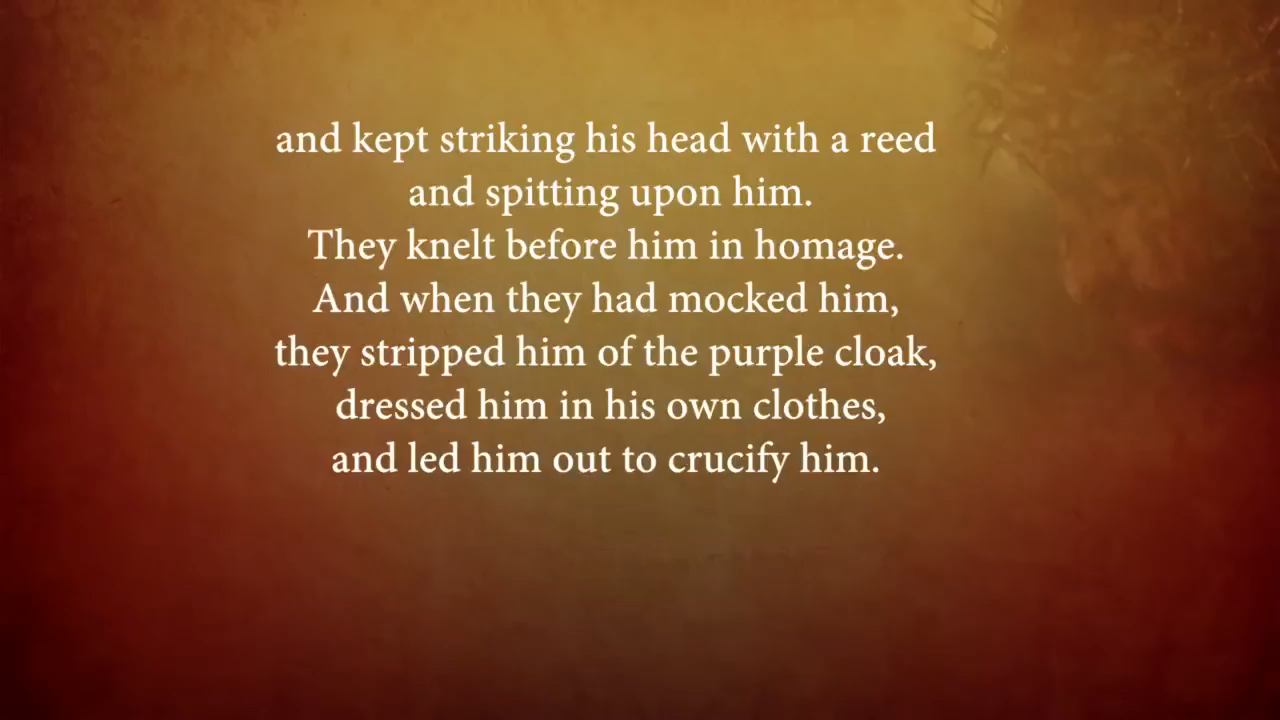 and kept striking his head with a reed
and spitting upon him.
They knelt before him in homage.
And when they had mocked him,
they stripped him of the purple cloak,
dressed him in his own clothes,
and led him out to crucify him.